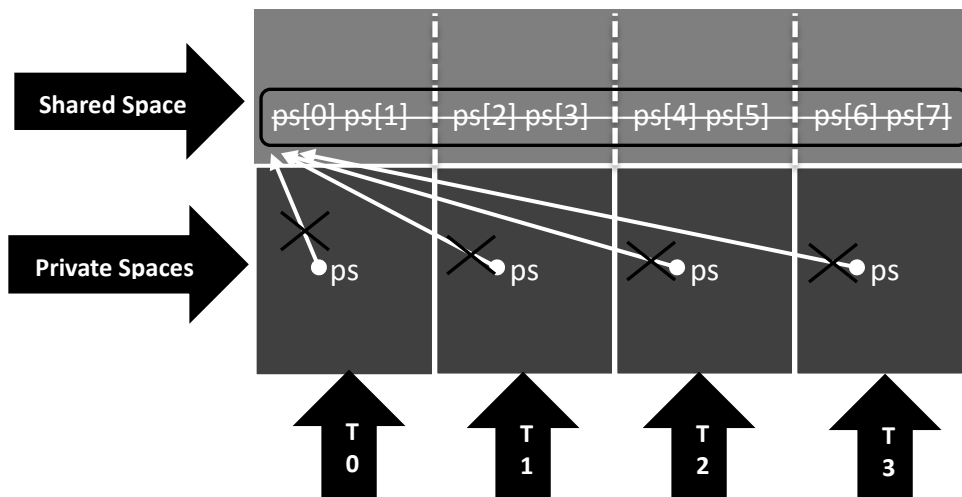 Shared Space
ps[0] ps[1] ps[2] ps[3] ps[4] ps[5] ps[6] ps[7]
Private Spaces
ps ps ps ps
T T T T
0 1 2 3